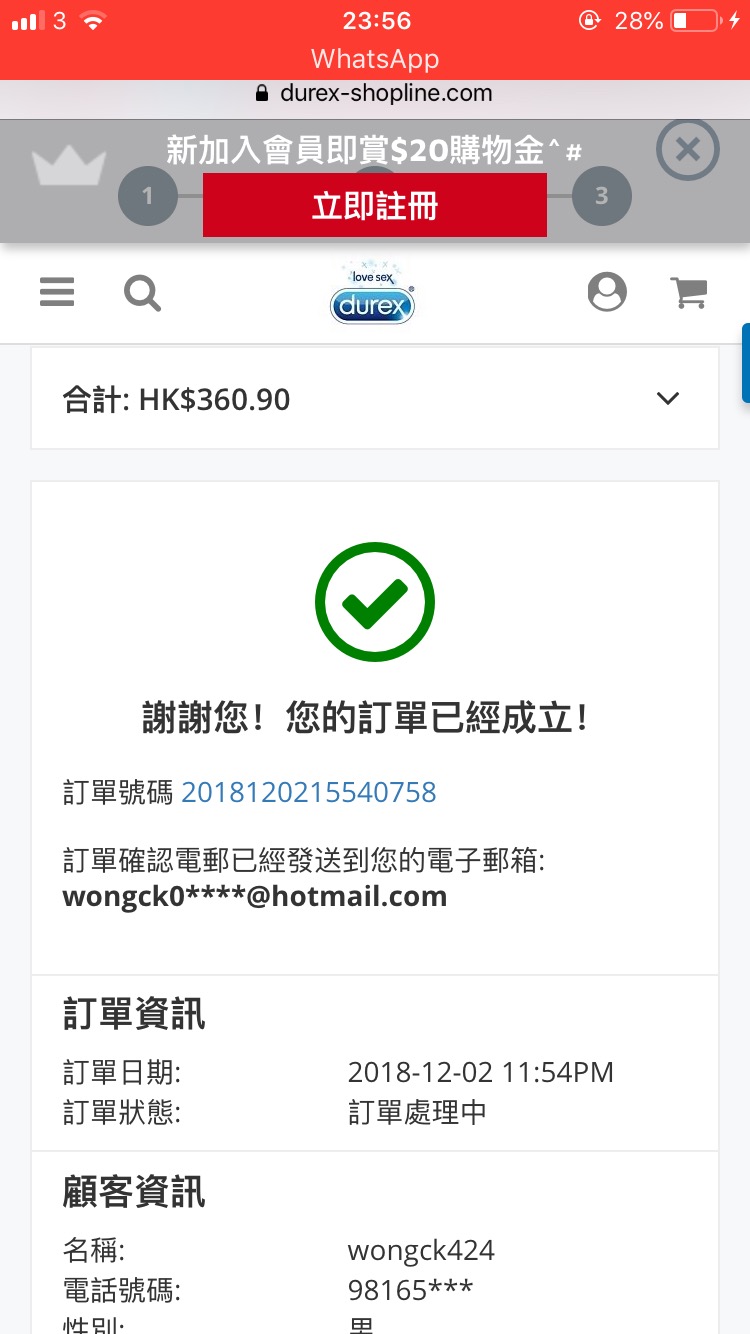 3 23:56 28%
WhatsApp
durex-shopline.com
新加入會員即賞$20購物金^#
1 立即註冊 3
love sex
durex®
合計: HK$360.90
謝謝您！您的訂單已經成立！
訂單號碼 2018120215540758
訂單確認電郵已經發送到您的電子郵箱:
wongck0****@hotmail.com
訂單資訊
訂單日期: 2018-12-02 11:54PM
訂單狀態: 訂單處理中
顧客資訊
名稱: wongck424
電話號碼: 98165***
性別: 男